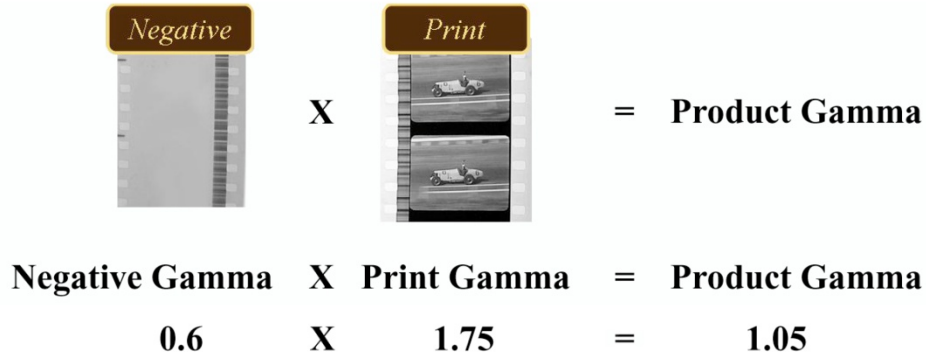 Negative Print
X = Product Gamma
Negative Gamma X Print Gamma = Product Gamma
0.6 X 1.75 = 1.05